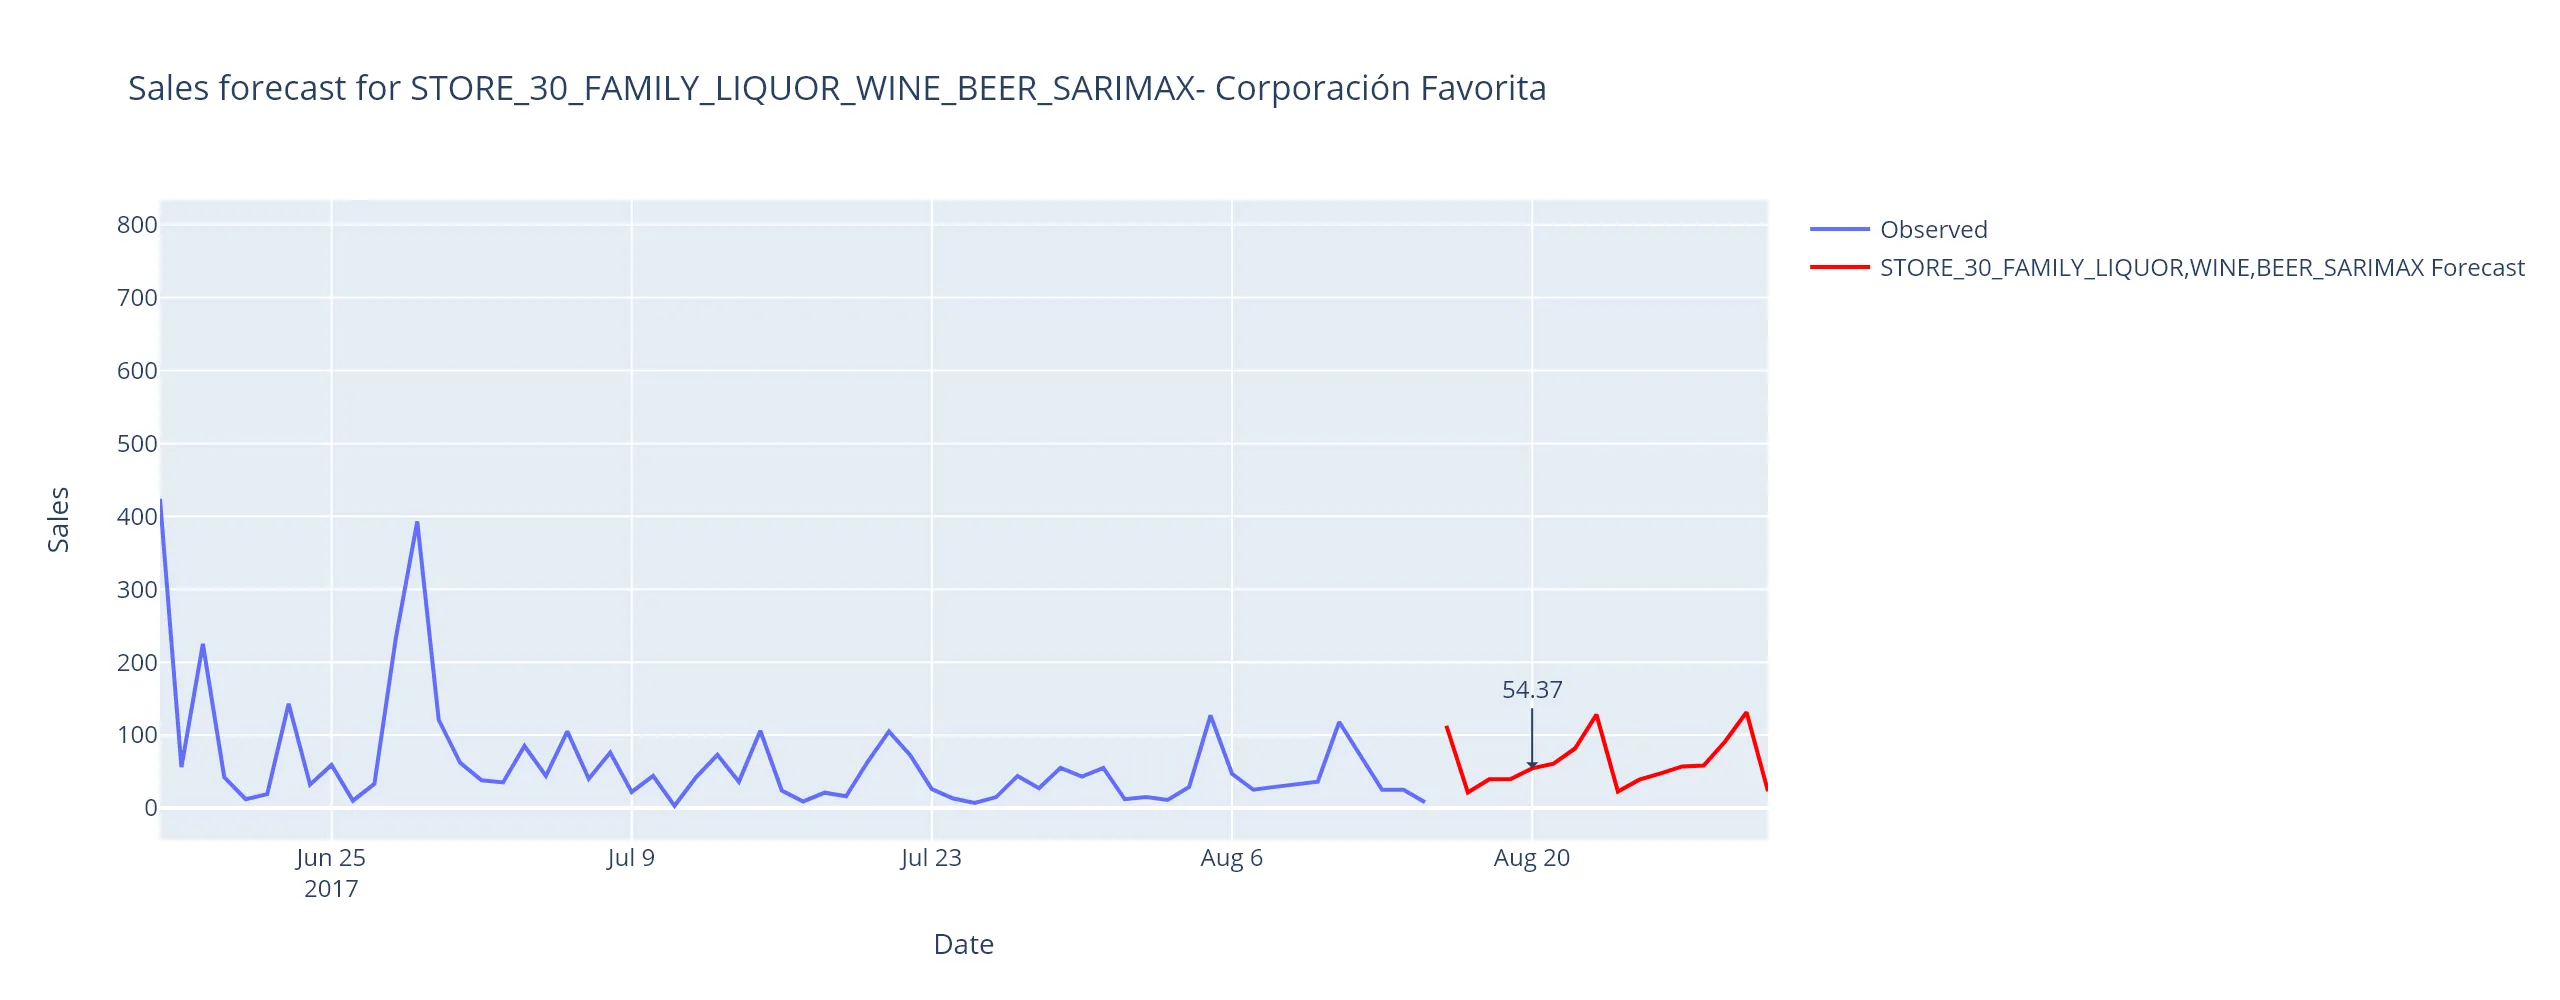 Sales forecast for STORE_30_FAMILY_LIQUOR_WINE_BEER_SARIMAX- Corporación Favorita
Observed
STORE_30_FAMILY_LIQUOR,WINE,BEER_SARIMAX Forecast
800
700
600
500
400
300
200
100
0
Sales
54.37
Jun 25
2017
Jul 9
Jul 23
Aug 6
Aug 20
Date